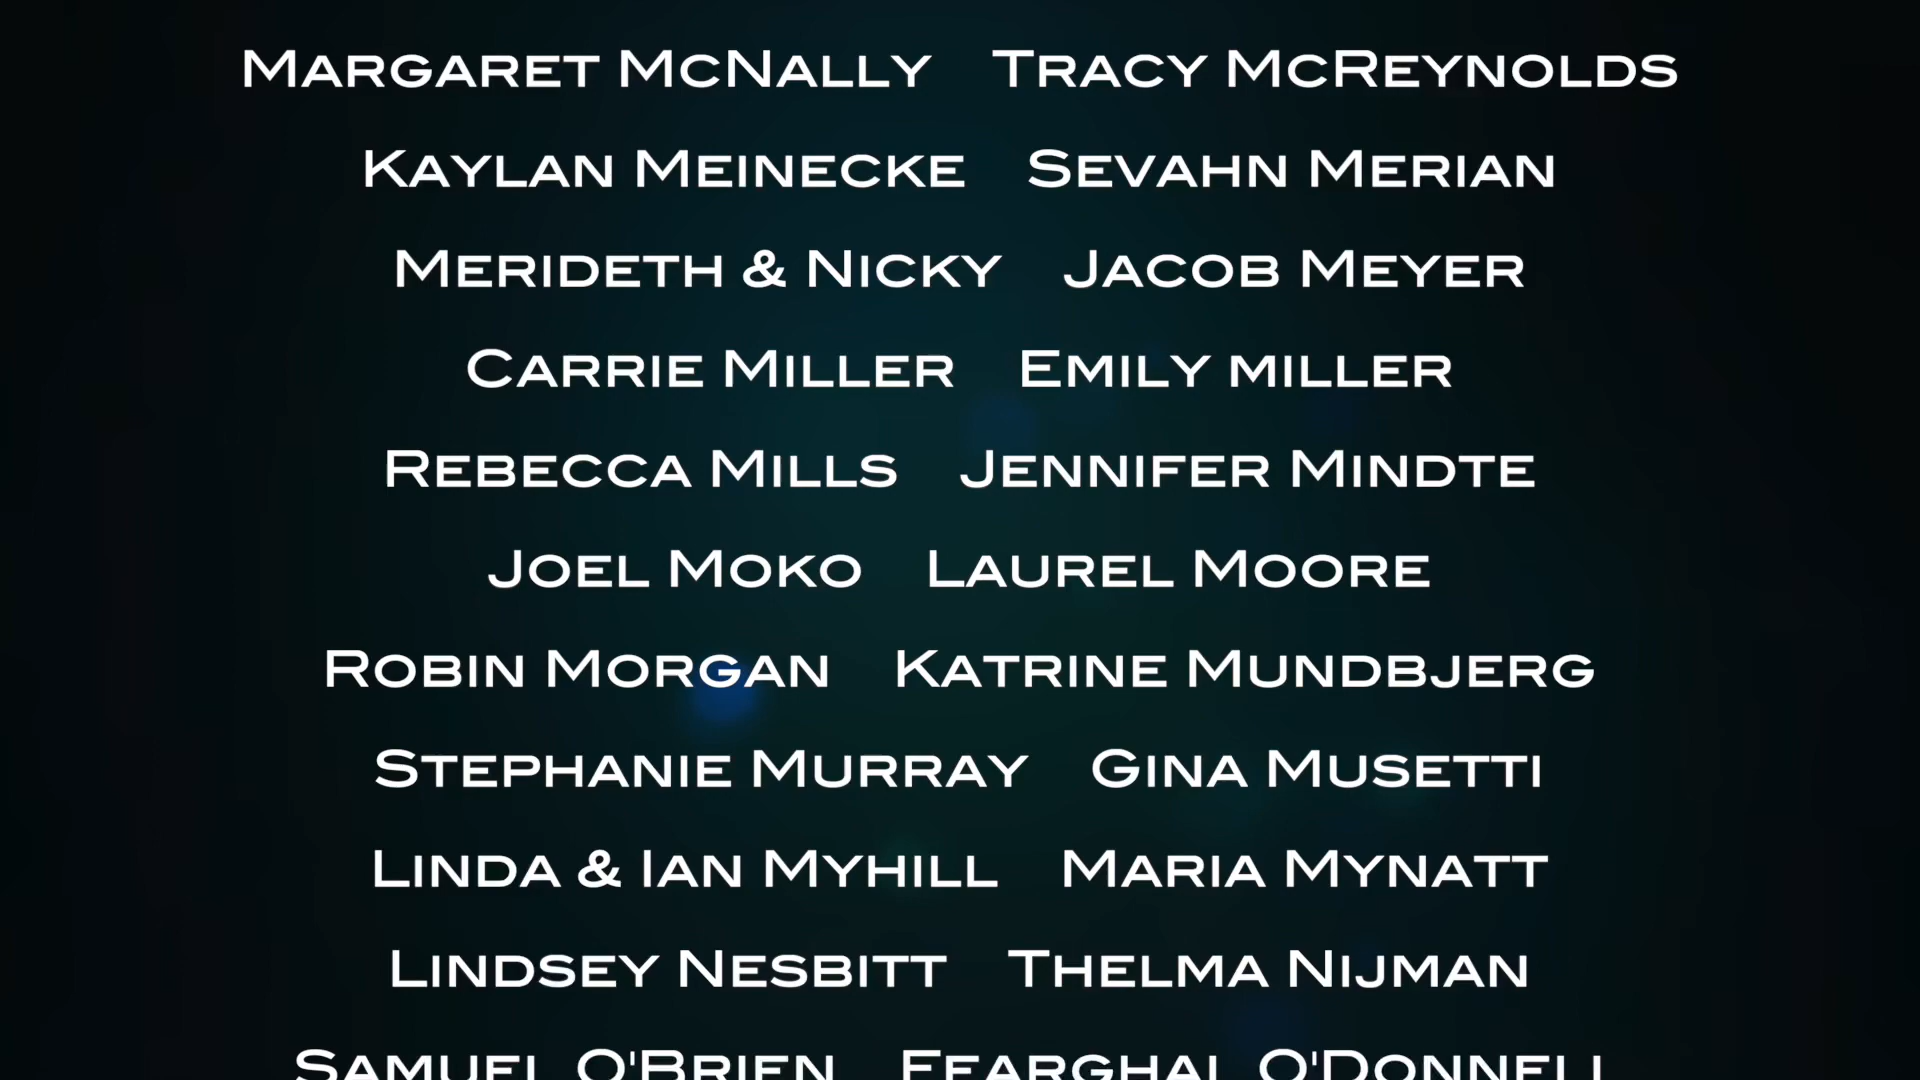 Margaret McNally Tracy McReynolds
Kaylan Meinecke Sevahn Merian
Merideth & Nicky Jacob Meyer
Carrie Miller Emily miller
Rebecca Mills Jennifer Mindte
Joel Moko Laurel Moore
Robin Morgan Katrine Mundbjerg
Stephanie Murray Gina Musetti
Linda & Ian Myhill Maria Mynatt
Lindsey Nesbitt Thelma Nijman
Samuel O'Brien Fearghal O'Donnell